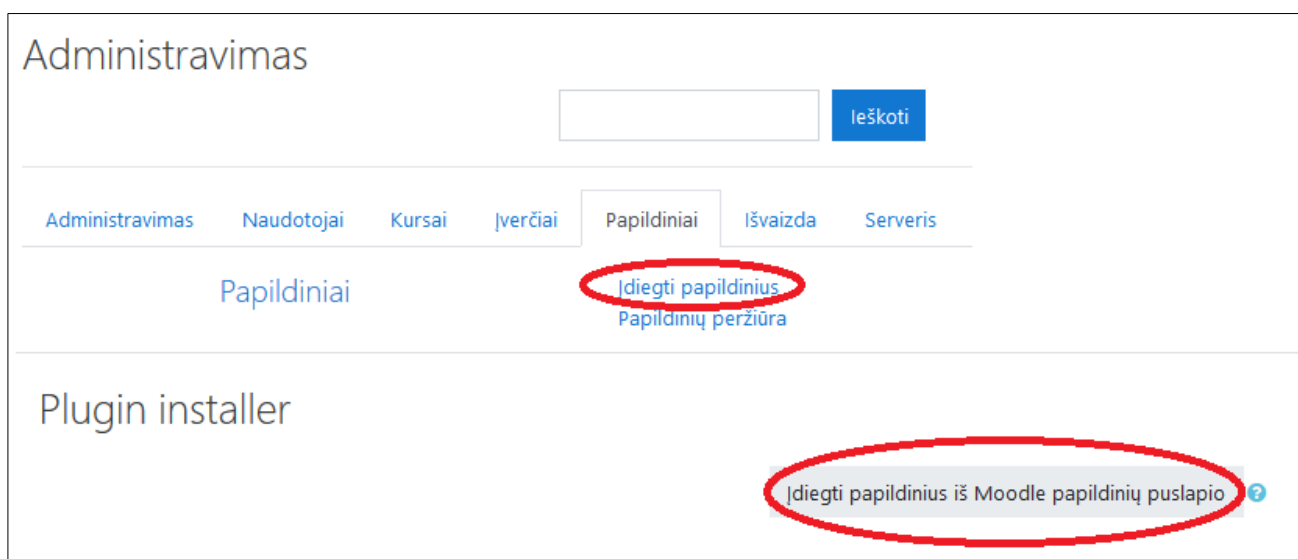 Administravimas
Ieškoti
Administravimas Naudotojai Kursai Įverčiai Papildiniai Išvaizda Serveris
Papildiniai Įdiegti papildinius
Papildinių peržiūra
Plugin installer
Įdiegti papildinius iš Moodle papildinių puslapio ?